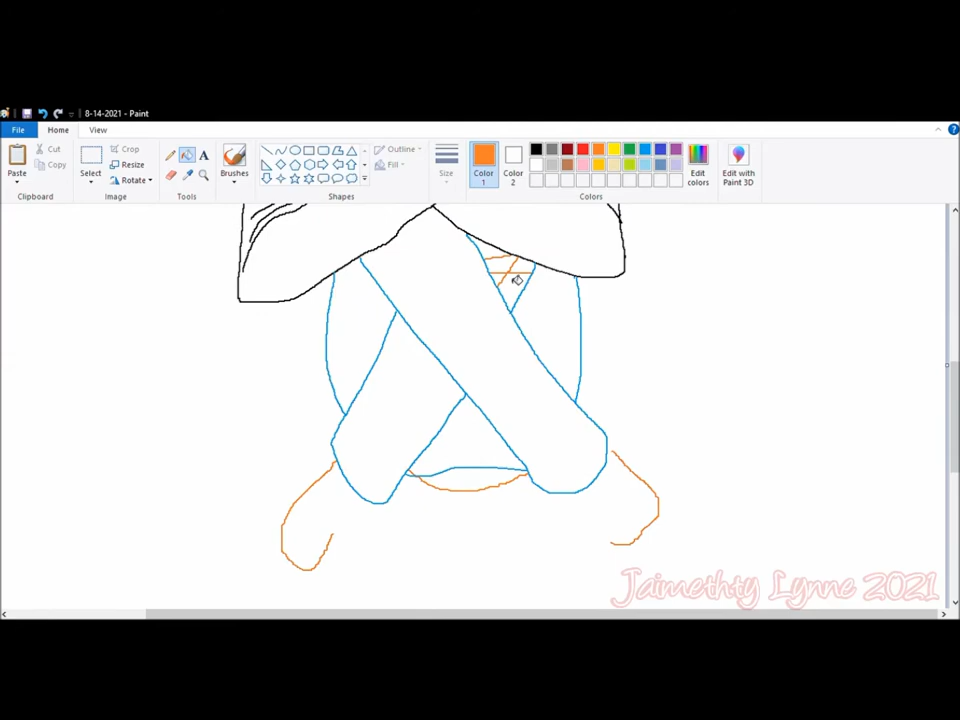 8-14-2021 - Paint
File Home View
Paste
Cut
Copy
Clipboard
Select
Crop
Resize
Rotate
Image
A
Tools
Brushes
Shapes
Outline
Fill
Size
Color 1
Color 2
Edit colors
Colors
Edit with Paint 3D
Jaimethty Lynne 2021